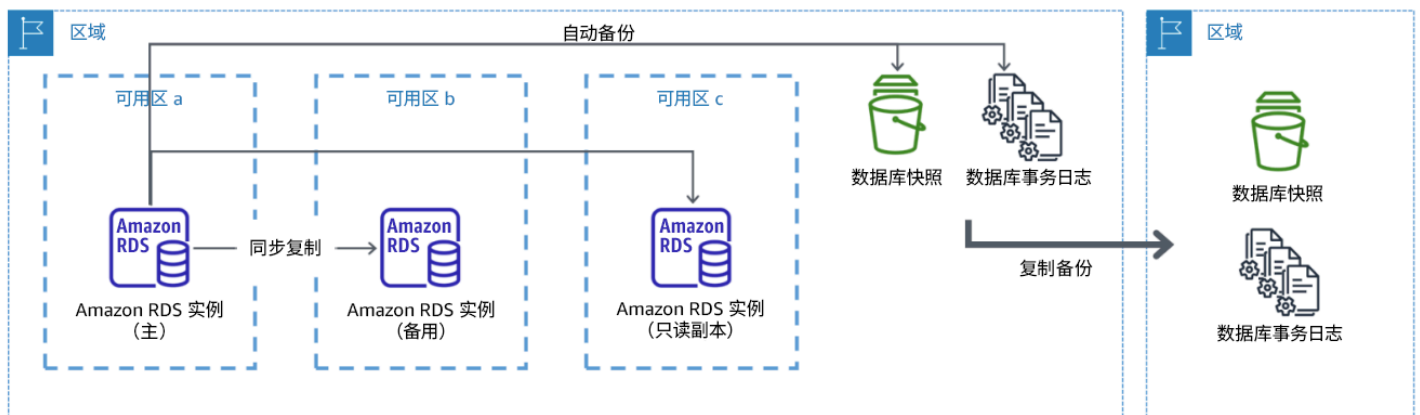 区域
自动备份
区域
可用区 a
可用区 b
可用区 c
数据库快照
数据库事务日志
数据库快照
Amazon
RDS
同步复制
Amazon
RDS
Amazon
RDS
复制备份
Amazon RDS 实例
（主）
Amazon RDS 实例
（备用）
Amazon RDS 实例
（只读副本）
数据库事务日志